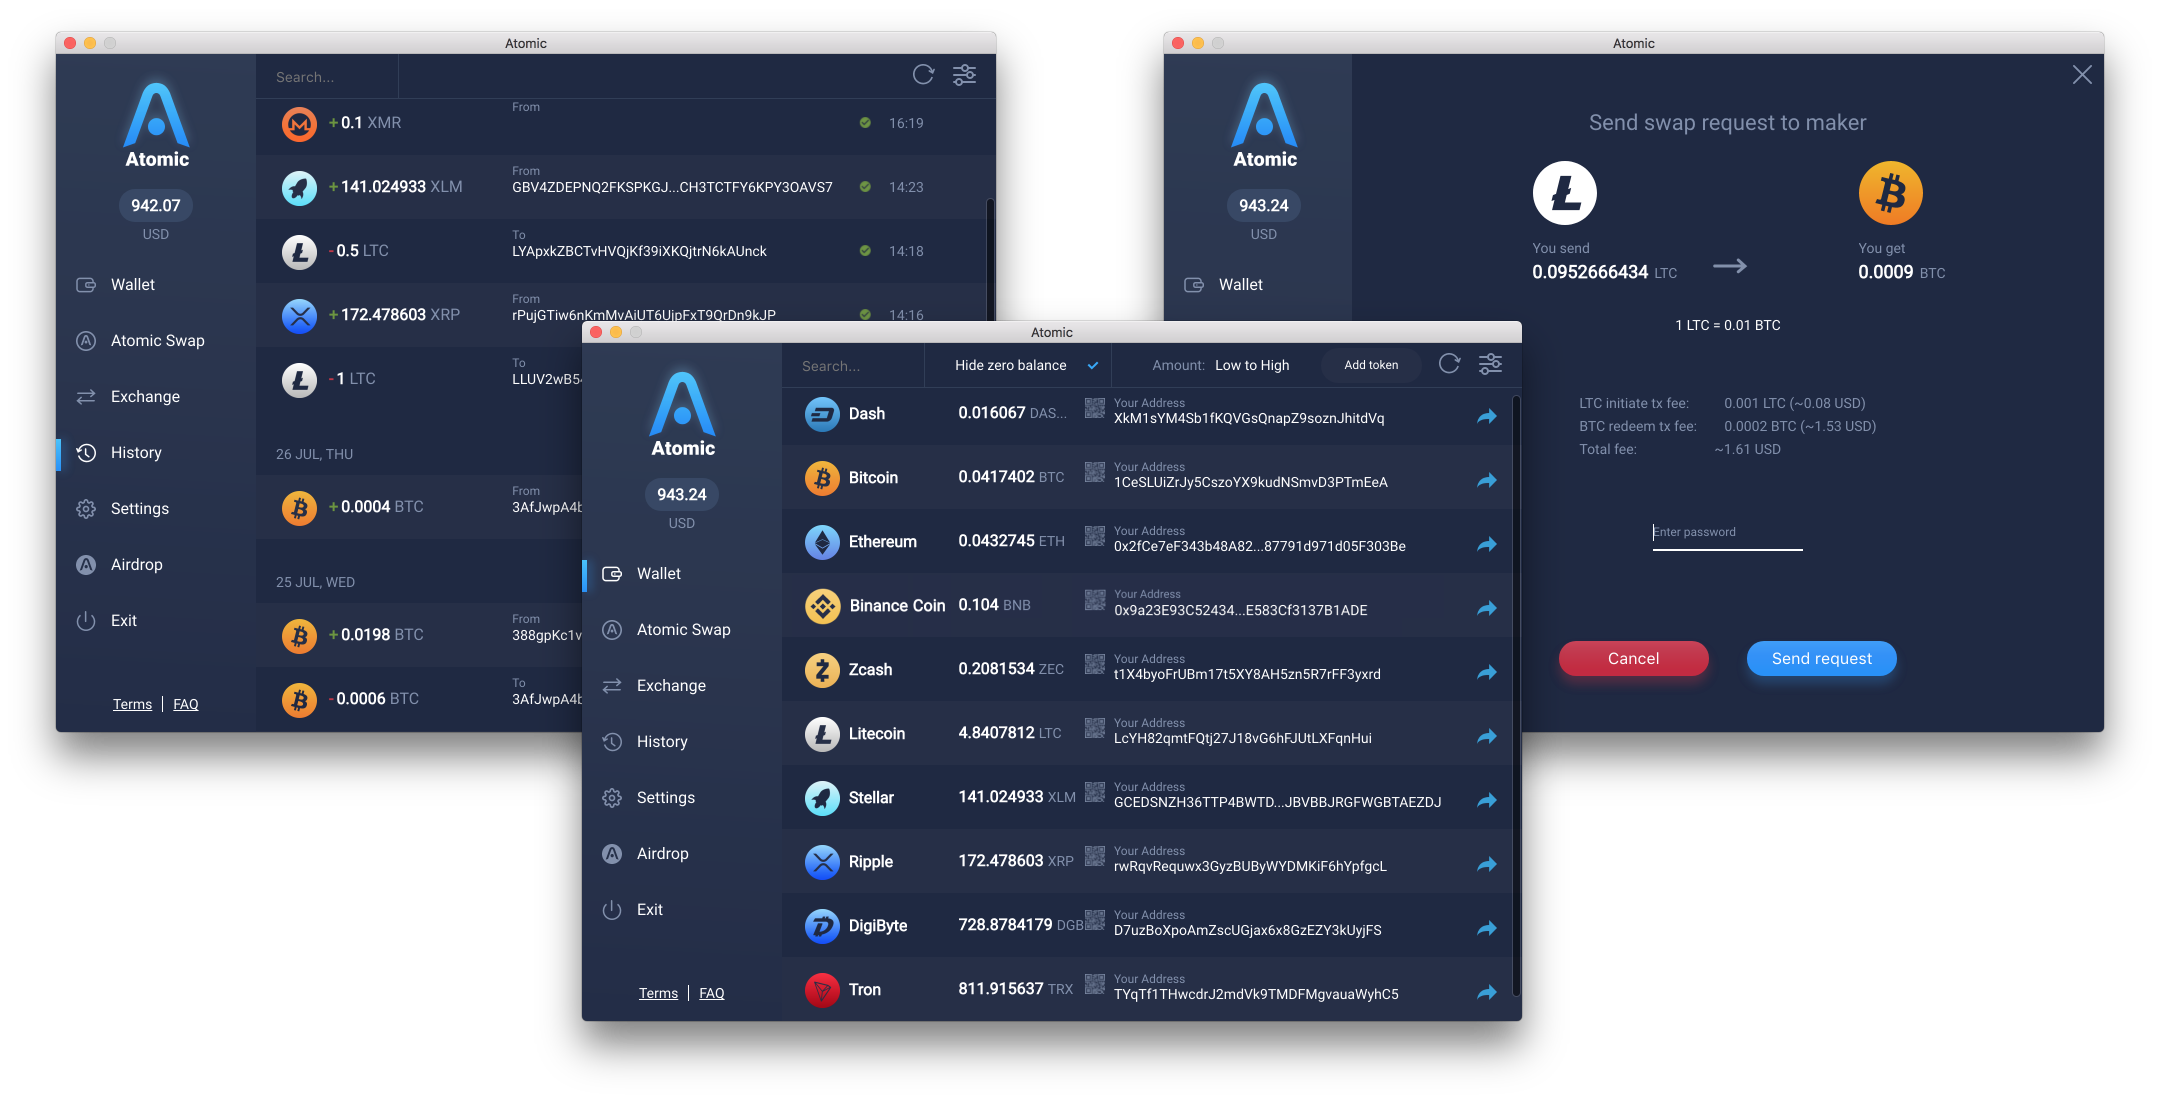 Atomic
Search...
Atomic
942.07
USD
Wallet
Atomic Swap
Exchange
History
Settings
Airdrop
Exit
Terms | FAQ
From
+ 0.1 XMR 16:19
From
+ 141.024933 XLM GBV4ZDEPNQ2FKSPKGJ...CH3TCTFY6KPY3OAVS7 14:23
To
- 0.5 LTC LYApxkZBCTvHVQjKf39iXKQjtrN6kAUnck 14:18
From
+ 172.478603 XRP rPujGTiw6nKmMvAjUT6UjpFxT9QrDn9kJP 14:16
To
- 1 LTC LLUV2wB54
26 JUL, THU
From
+ 0.0004 BTC 3AfJwpA4b
25 JUL, WED
From
+ 0.0198 BTC 388gpKc1v
To
- 0.0006 BTC 3AfJwpA4b
Atomic
Atomic
943.24
USD
Wallet
Atomic Swap
Exchange
History
Settings
Airdrop
Exit
Terms | FAQ
Search... Hide zero balance Amount: Low to High Add token
Your Address
Dash 0.016067 DAS... XkM1sYM4Sb1fKQVGsQnapZ9soznJhitdVq
Your Address
Bitcoin 0.0417402 BTC 1CeSLUiZrJy5CszoYX9kudNSmvD3PTmEeA
Your Address
Ethereum 0.0432745 ETH 0x2fCe7eF343b48A82...87791d971d05F303Be
Your Address
Binance Coin 0.104 BNB 0x9a23E93C52434...E583Cf3137B1ADE
Your Address
Zcash 0.2081534 ZEC t1X4byoFrUBm17t5XY8AH5zn5R7rFF3yxrd
Your Address
Litecoin 4.8407812 LTC LcYH82qmtFQtj27J18vG6hFJUtLXFqnHui
Your Address
Stellar 141.024933 XLM GCEDSNZH36TTP4BWTD...JBVBBJRGFWGBTAEZDJ
Your Address
Ripple 172.478603 XRP rwRqvRequwx3GyzBUByWYDMKiF6hYpfgcL
Your Address
DigiByte 728.8784179 DGB D7uzBoXpoAmZscUGjax6x8GzEZY3kUyjFS
Your Address
Tron 811.915637 TRX TYqTf1THwcdrJ2mdVk9TMDFMgvauaWyhC5
Atomic
Atomic
943.24
USD
Wallet
Send swap request to maker
You send You get
0.0952666434 LTC 0.0009 BTC
1 LTC = 0.01 BTC
LTC initiate tx fee: 0.001 LTC (~0.08 USD)
BTC redeem tx fee: 0.0002 BTC (~1.53 USD)
Total fee: ~1.61 USD
Enter password
Cancel Send request